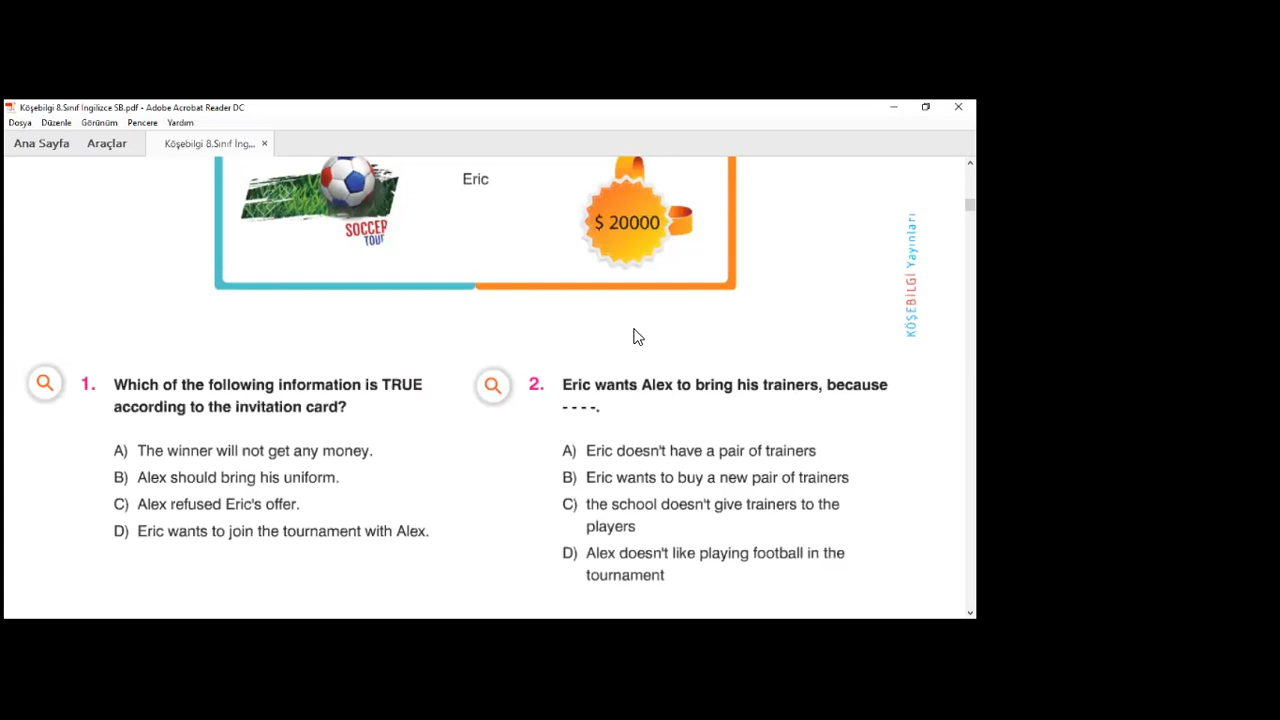 Köşebilgi 8.Sınıf İngilizce SB.pdf - Adobe Acrobat Reader DC
Dosya Düzenle Görünüm Pencere Yardım
Ana Sayfa Araçlar Köşebilgi 8.Sınıf İng... ×
Eric
SOCCER
TOUR
$ 20000
KÖŞEBİLGİ Yayınları
1. Which of the following information is TRUE
according to the invitation card?
A) The winner will not get any money.
B) Alex should bring his uniform.
C) Alex refused Eric's offer.
D) Eric wants to join the tournament with Alex.
2. Eric wants Alex to bring his trainers, because
- - - -.
A) Eric doesn't have a pair of trainers
B) Eric wants to buy a new pair of trainers
C) the school doesn't give trainers to the
players
D) Alex doesn't like playing football in the
tournament